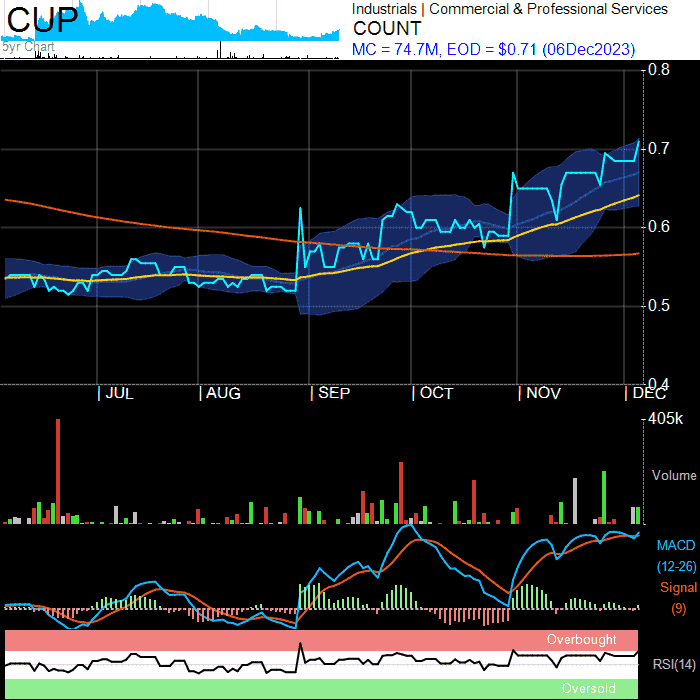 CUP
5yr Chart
Industrials | Commercial & Professional Services
COUNT
MC = 74.7M, EOD = $0.71 (06Dec2023)
0.8
0.7
0.6
0.5
0.4
| JUL | AUG | SEP | OCT | NOV | DEC
405k
Volume
MACD
(12-26)
Signal
(9)
Overbought
RSI(14)
Oversold